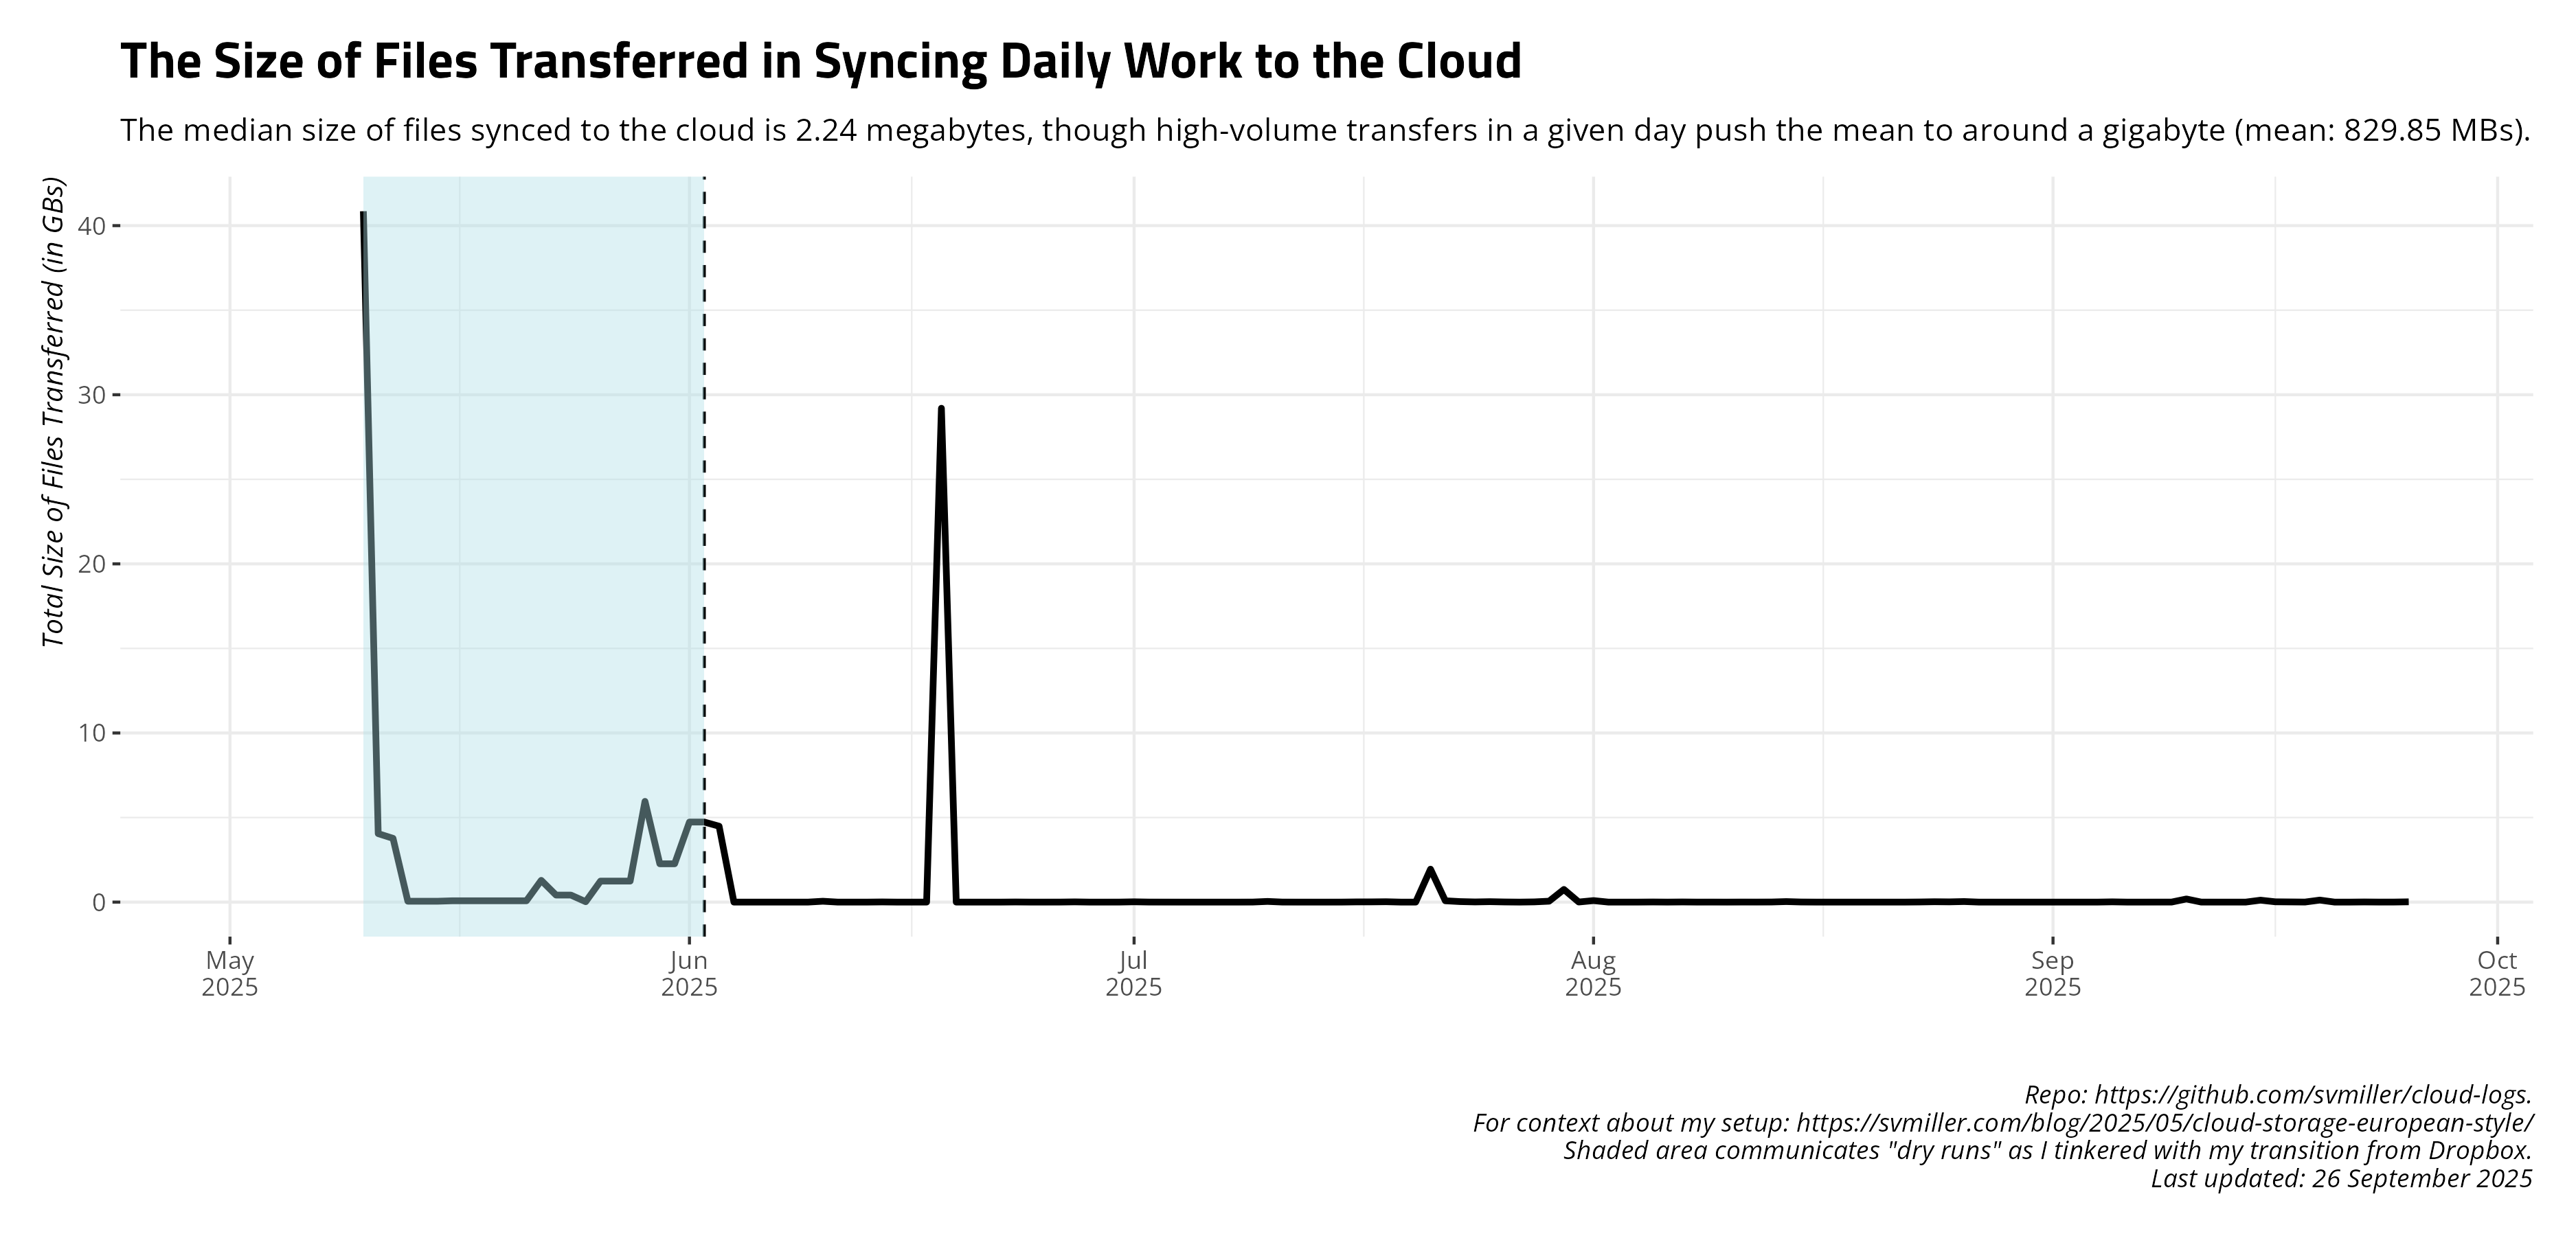 The Size of Files Transferred in Syncing Daily Work to the Cloud
The median size of files synced to the cloud is 2.24 megabytes, though high-volume transfers in a given day push the mean to around a gigabyte (mean: 829.85 MBs).
Total Size of Files Transferred (in GBs)
40
30
20
10
0
May
2025
Jun
2025
Jul
2025
Aug
2025
Sep
2025
Oct
2025
Repo: https://github.com/svmiller/cloud-logs.
For context about my setup: https://svmiller.com/blog/2025/05/cloud-storage-european-style/
Shaded area communicates "dry runs" as I tinkered with my transition from Dropbox.
Last updated: 26 September 2025